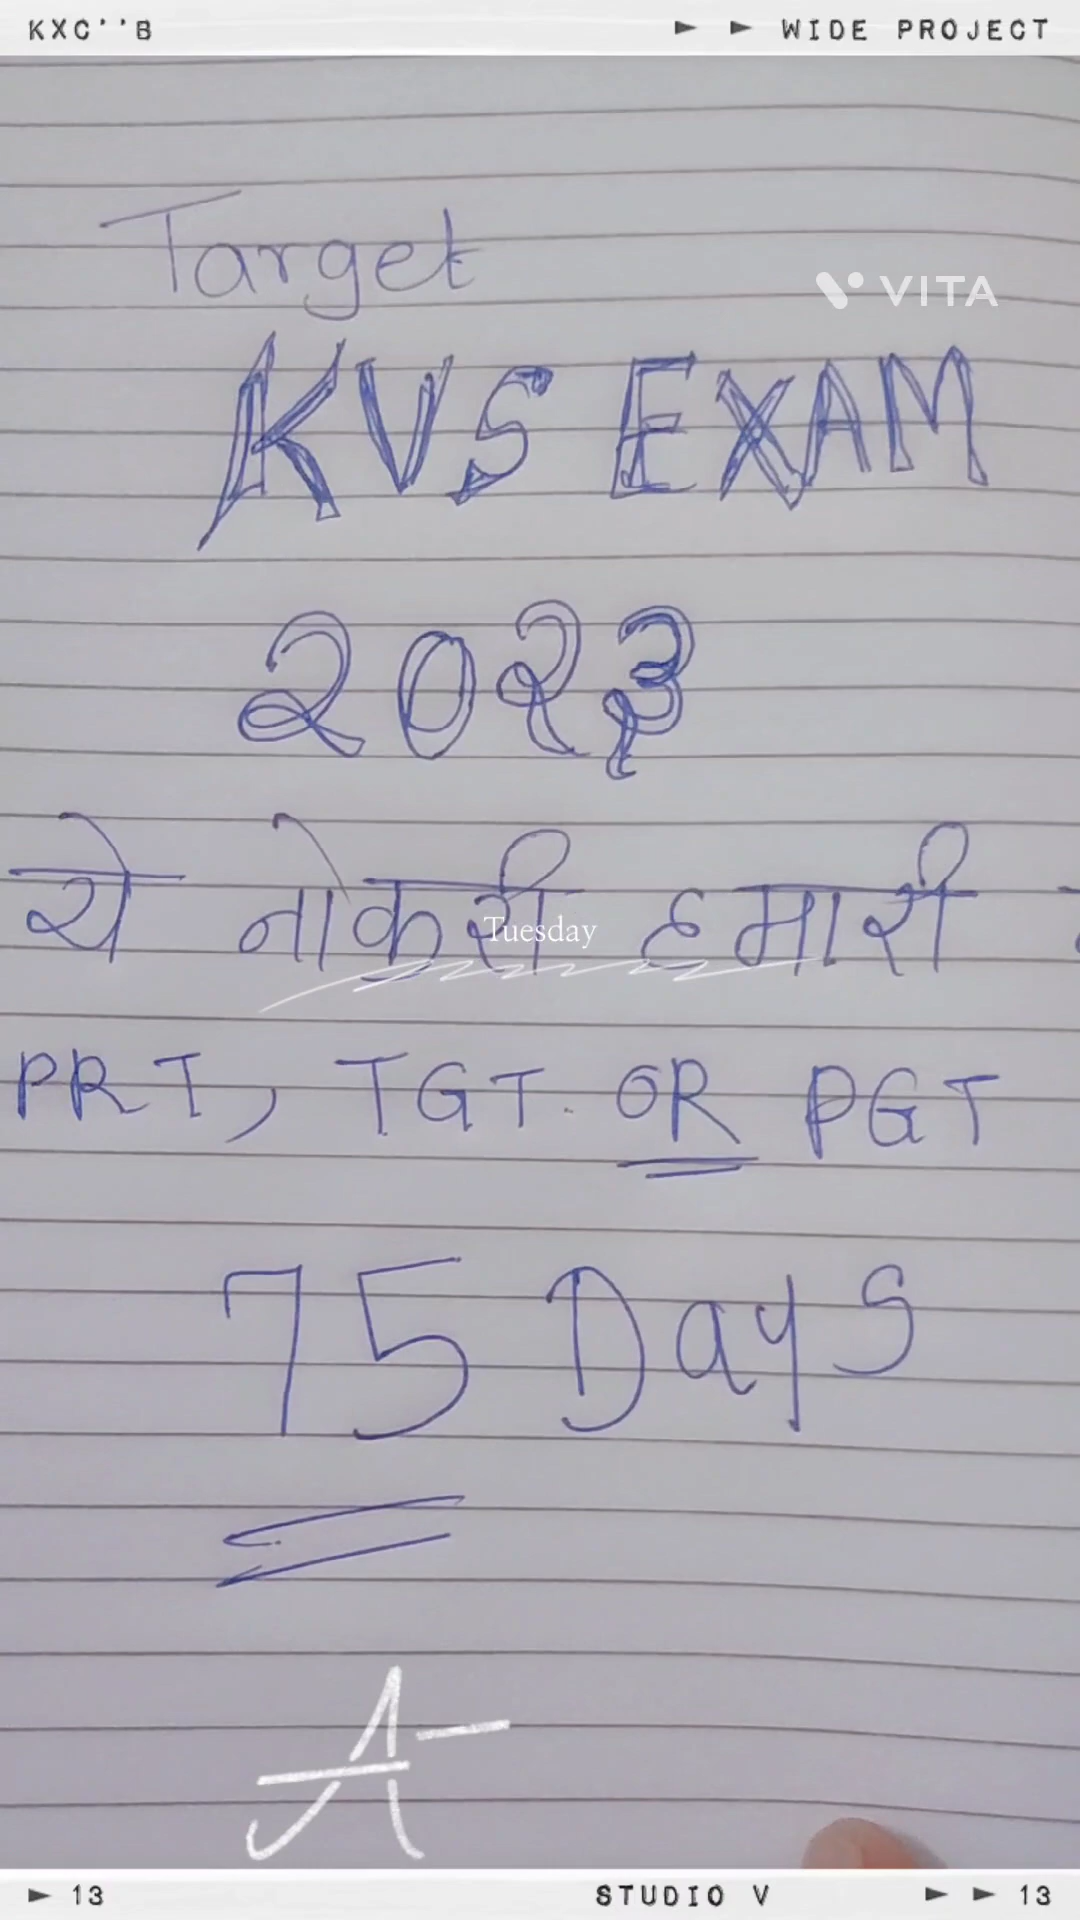 KXC''B ► ► WIDE PROJECT
Target
VITA
KVS EXAM
२०२३
ये नोकरी हमारी
Tuesday
PRT, TGT OR PGT
75 Days
A
► 13 STUDIO V ► ► 13